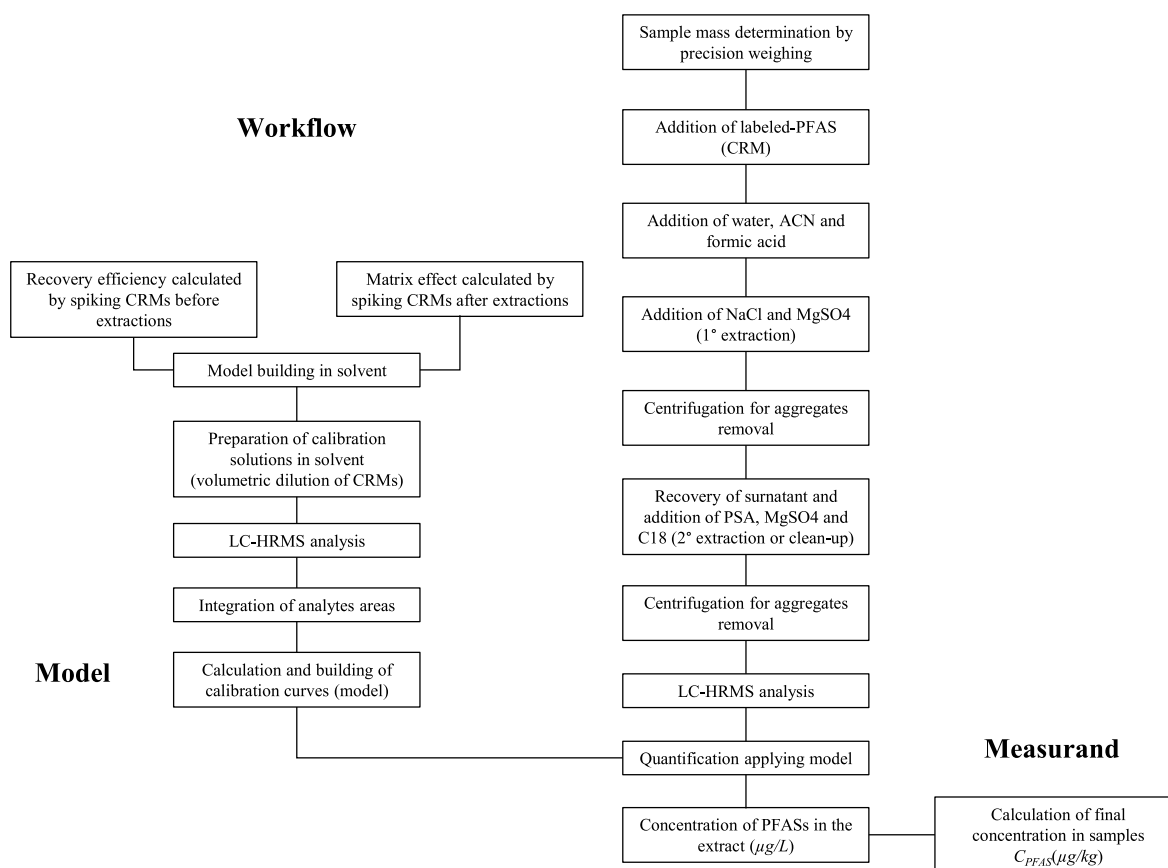 Workflow
Recovery efficiency calculated
by spiking CRMs before
extractions
Matrix effect calculated by
spiking CRMs after extractions
Model building in solvent
Preparation of calibration
solutions in solvent
(volumetric dilution of CRMs)
LC-HRMS analysis
Integration of analytes areas
Model
Calculation and building of
calibration curves (model)
Sample mass determination by
precision weighing
Addition of labeled-PFAS
(CRM)
Addition of water, ACN and
formic acid
Addition of NaCl and MgSO4
(1° extraction)
Centrifugation for aggregates
removal
Recovery of surnatant and
addition of PSA, MgSO4 and
C18 (2° extraction or clean-up)
Centrifugation for aggregates
removal
LC-HRMS analysis
Quantification applying model
Concentration of PFASs in the
extract (µg/L)
Measurand
Calculation of final
concentration in samples
C_PFAS(µg/kg)